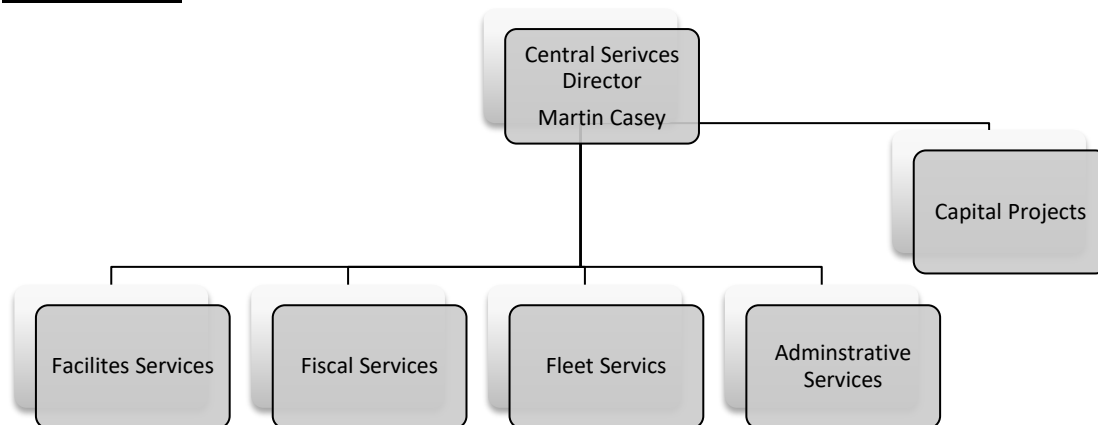 Central Serivces
Director
Martin Casey
Capital Projects
Facilites Services
Fiscal Services
Fleet Servics
Adminstrative
Services